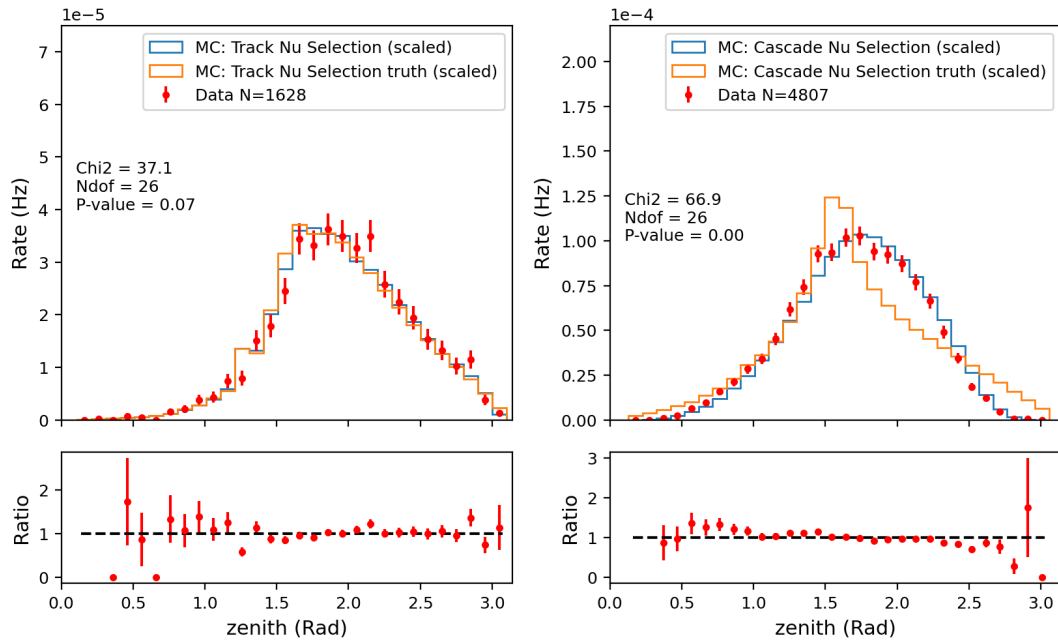 1e−5
MC: Track Nu Selection (scaled)
MC: Track Nu Selection truth (scaled)
Data N=1628
Chi2 = 37.1
Ndof = 26
P-value = 0.07
Rate (Hz)
7
6
5
4
3
2
1
0
Ratio
2
1
0
0.0 0.5 1.0 1.5 2.0 2.5 3.0
zenith (Rad)
1e−4
MC: Cascade Nu Selection (scaled)
MC: Cascade Nu Selection truth (scaled)
Data N=4807
Chi2 = 66.9
Ndof = 26
P-value = 0.00
Rate (Hz)
2.00
1.75
1.50
1.25
1.00
0.75
0.50
0.25
0.00
Ratio
3
2
1
0
0.0 0.5 1.0 1.5 2.0 2.5 3.0
zenith (Rad)